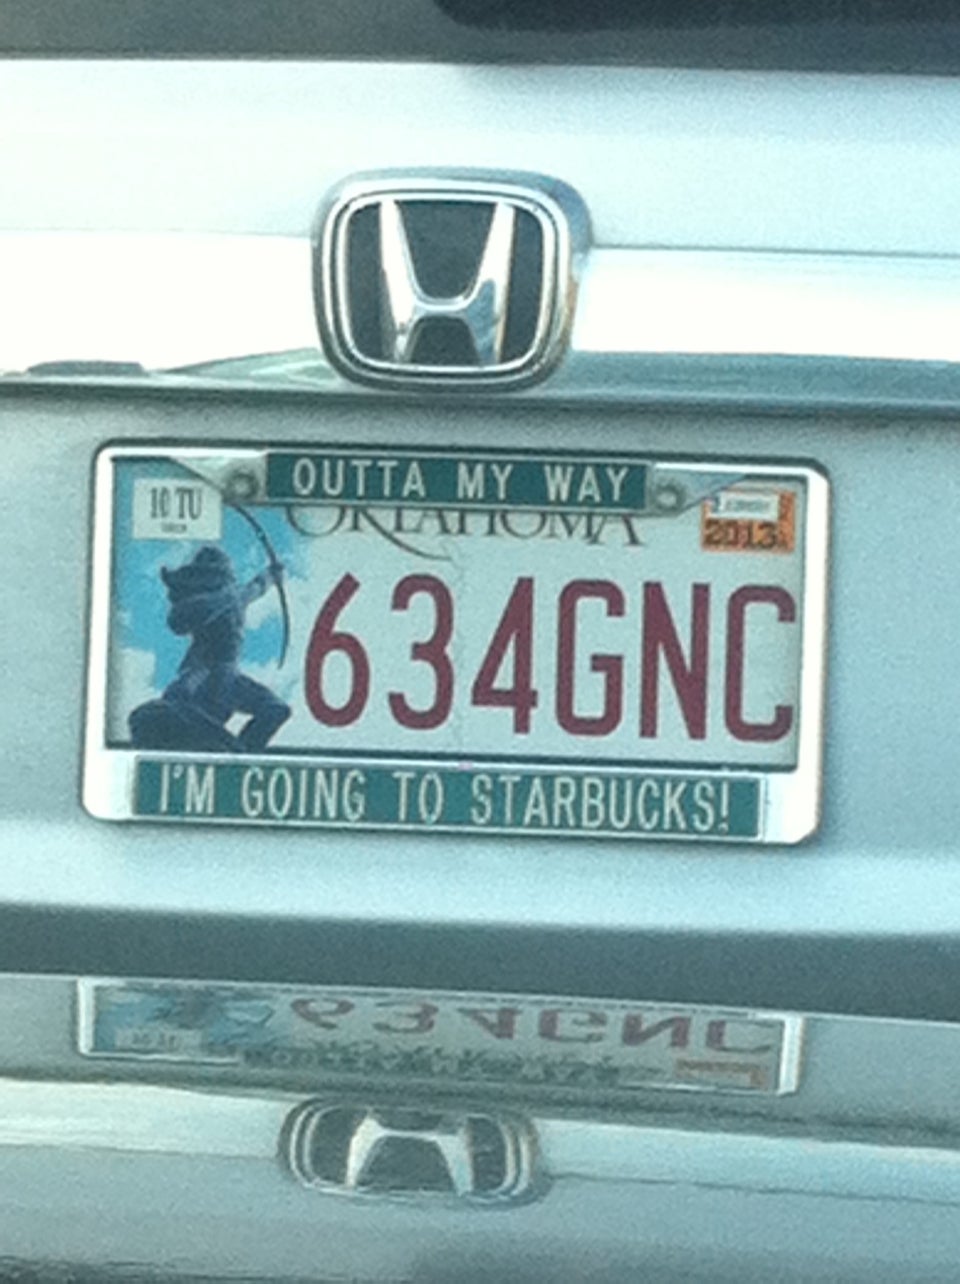 OUTTA MY WAY
OKLAHOMA
10 TU
2013
634GNC
I'M GOING TO STARBUCKS!